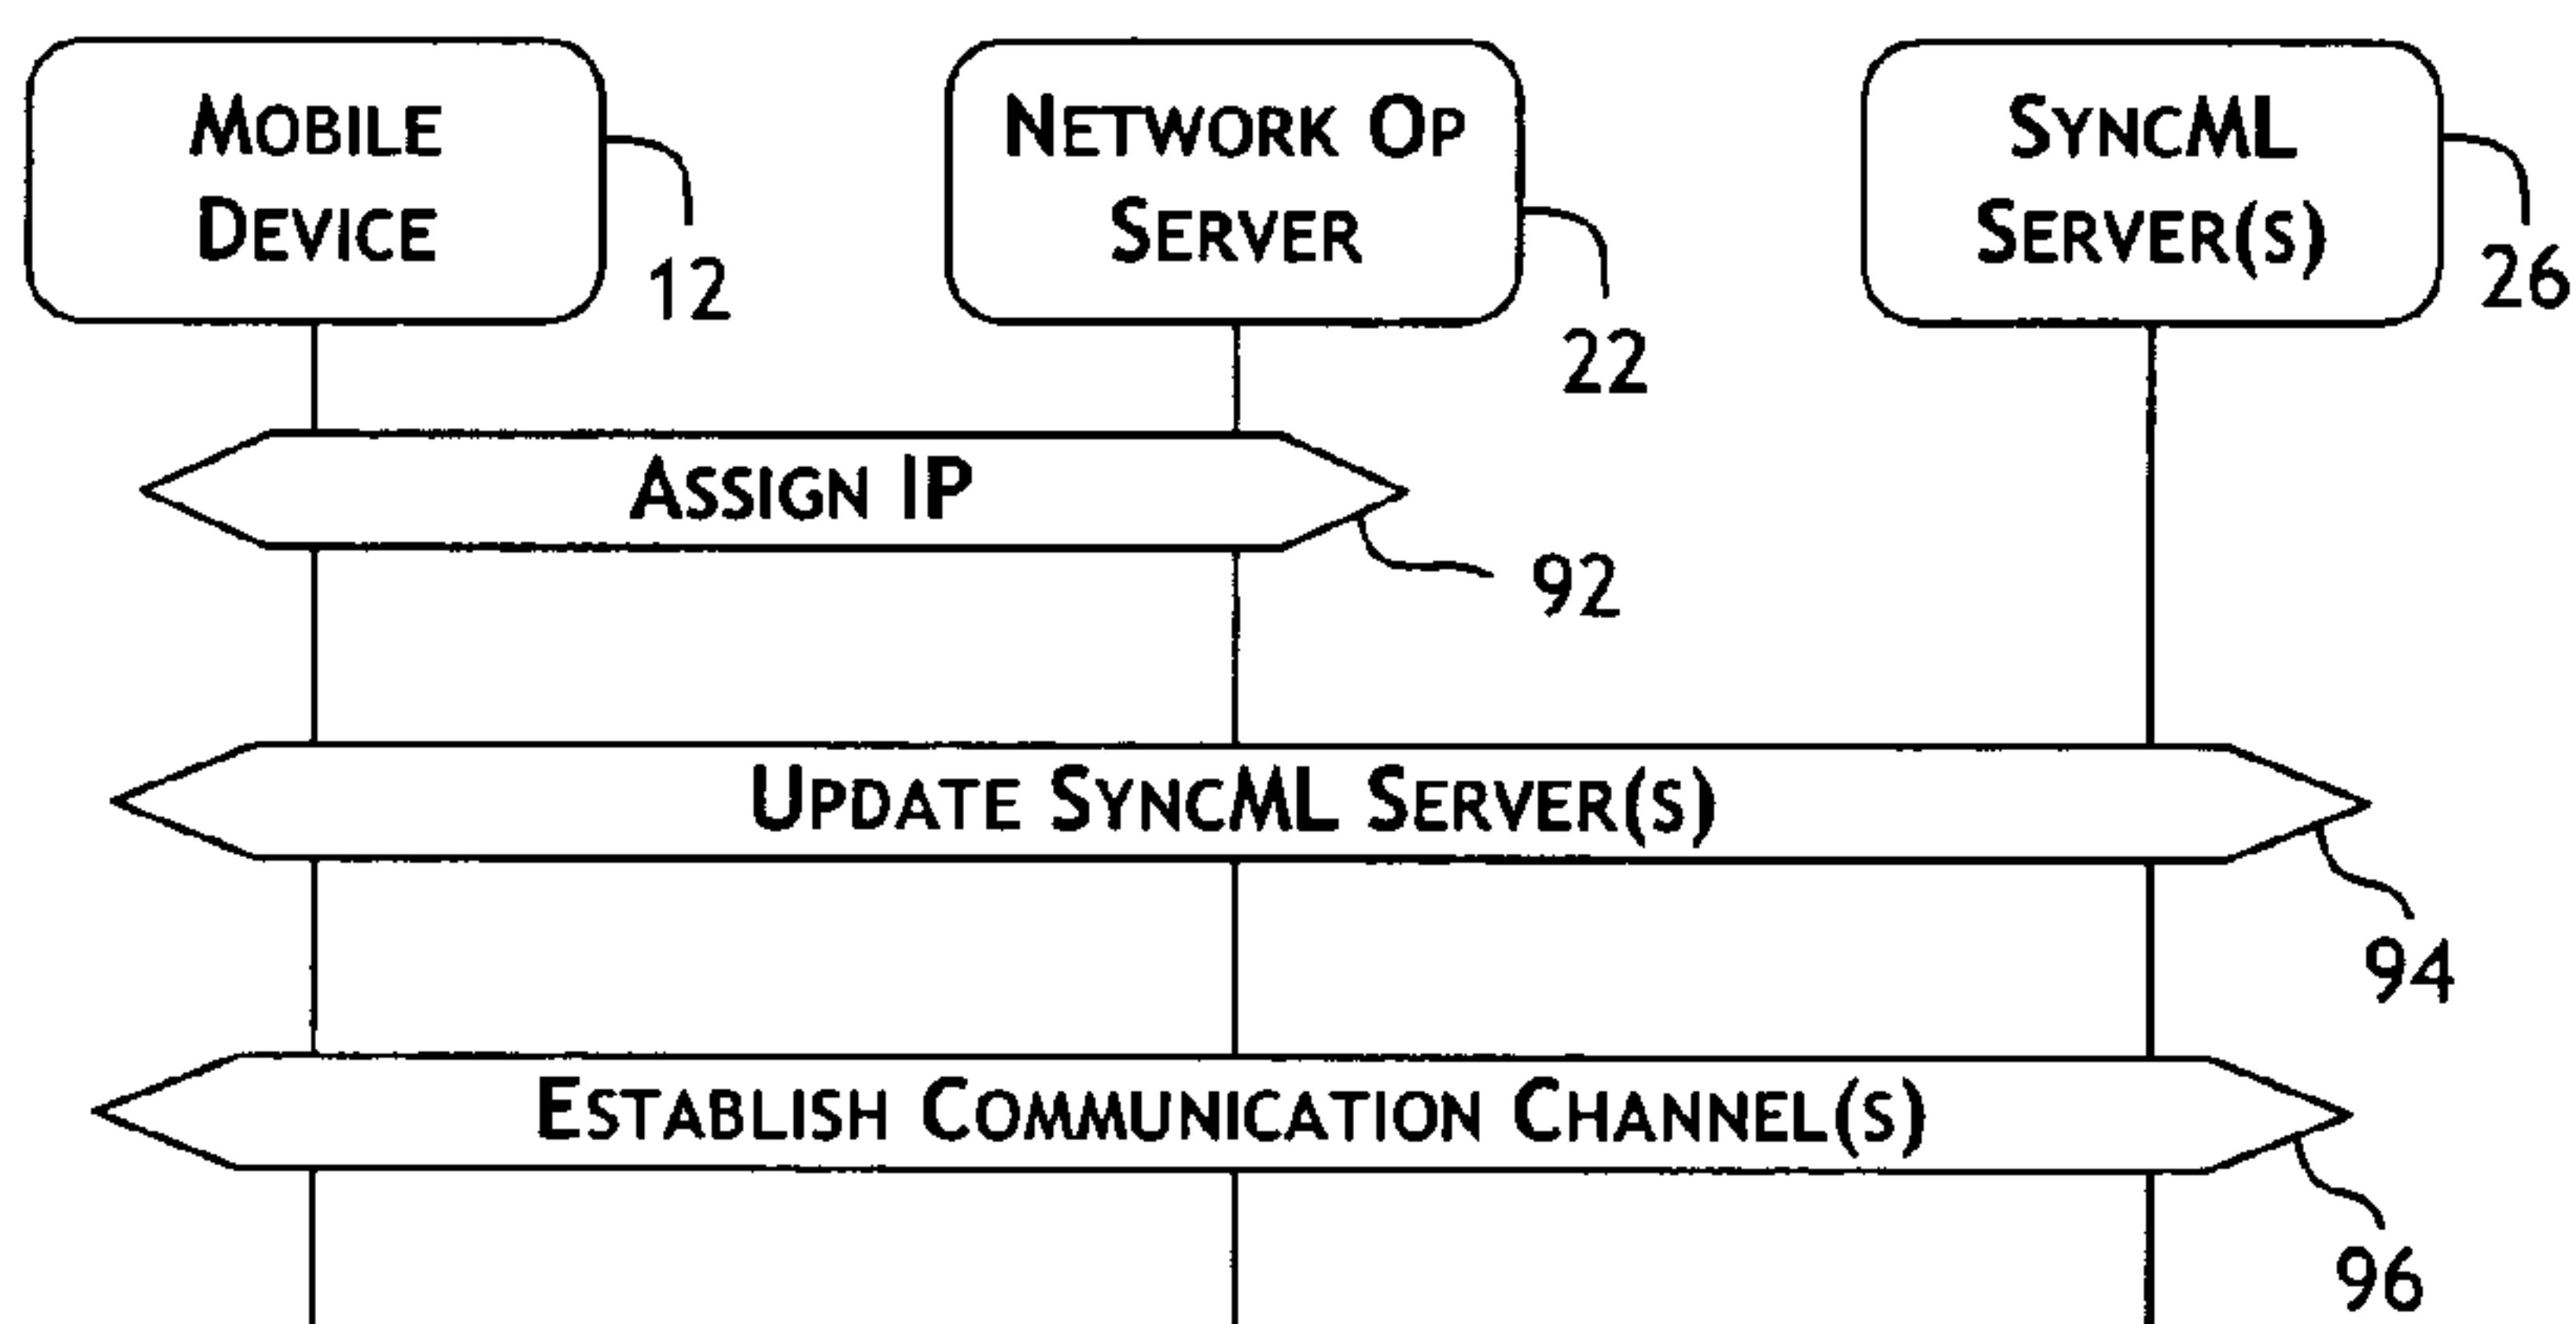 MOBILE
DEVICE
12
NETWORK OP
SERVER
22
SYNCML
SERVER(S)
26
ASSIGN IP
92
UPDATE SYNCML SERVER(S)
94
ESTABLISH COMMUNICATION CHANNEL(S)
96